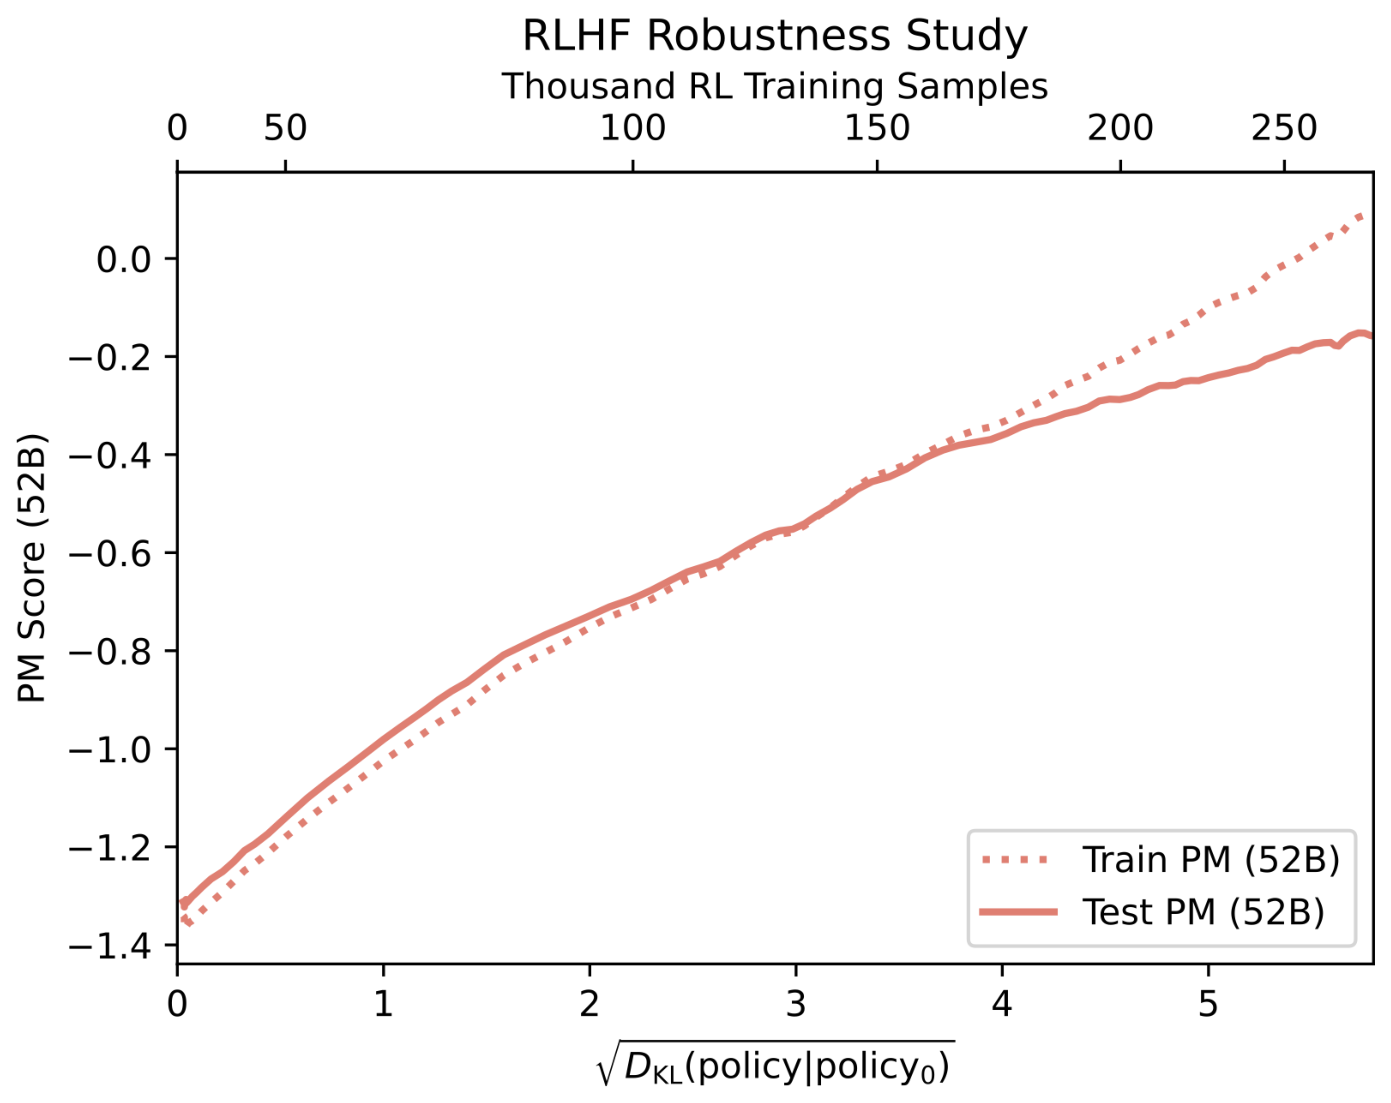 RLHF Robustness Study
Thousand RL Training Samples
0 50 100 150 200 250
0.0
−0.2
−0.4
−0.6
−0.8
−1.0
−1.2
−1.4
PM Score (52B)
Train PM (52B)
Test PM (52B)
0 1 2 3 4 5
√D_KL(policy|policy₀)